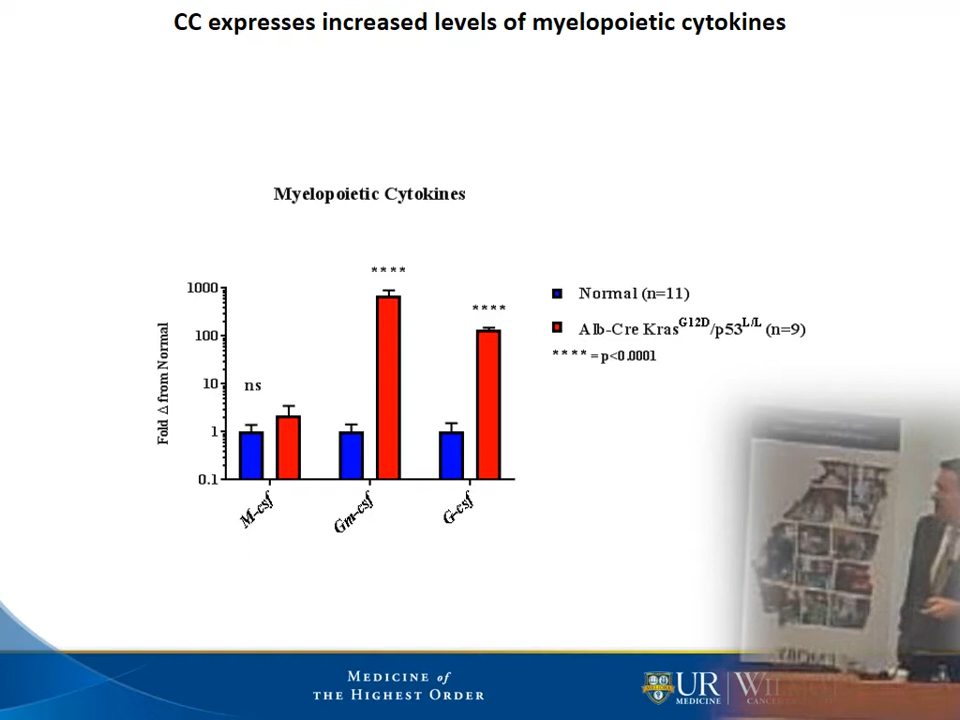 CC expresses increased levels of myelopoietic cytokines
Myelopoietic Cytokines
****
****
ns
1000
100
10
1
0.1
Fold Δ from Normal
M-csf
Gm-csf
G-csf
Normal (n=11)
Alb-Cre Kras^G12D/p53^L/L (n=9)
**** = p<0.0001
MEDICINE of
THE HIGHEST ORDER
MELIORA
UR
MEDICINE